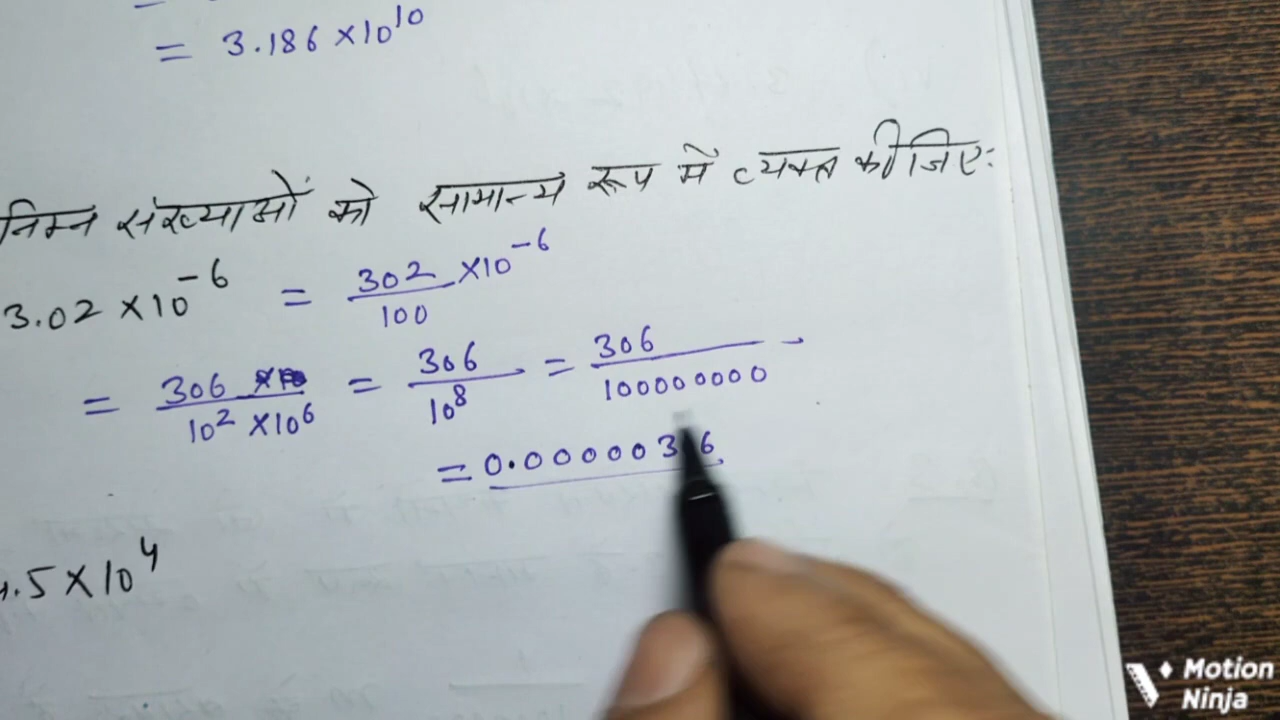 = 3.186 × 10¹⁰
निम्न संख्याओं को सामान्य रूप में व्यक्त कीजिए:
3.02 × 10⁻⁶ = 302/100 × 10⁻⁶
= 306/10² × 10⁶ = 306/10⁸ = 306/100000000
= 0.00000306
.5 × 10⁴
Motion
Ninja